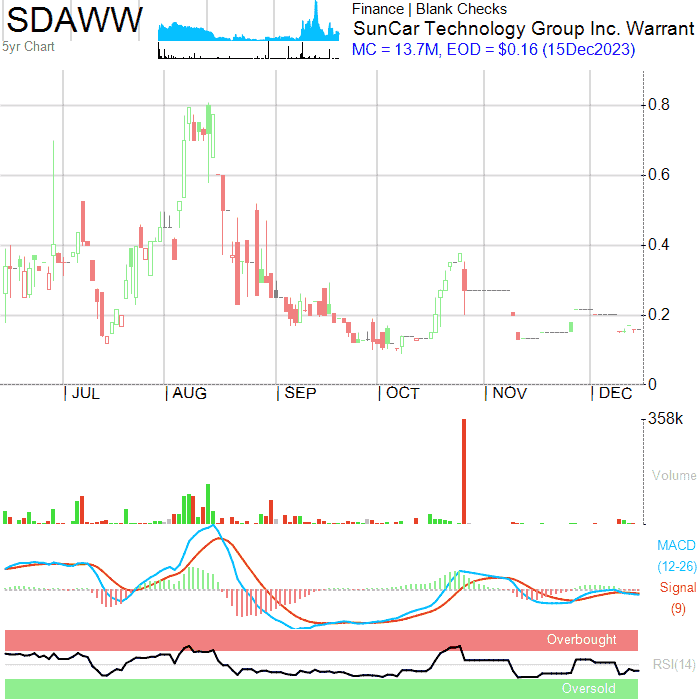 SDAWW
5yr Chart
Finance | Blank Checks
SunCar Technology Group Inc. Warrant
MC = 13.7M, EOD = $0.16 (15Dec2023)
0.8
0.6
0.4
0.2
0
| JUL | AUG | SEP | OCT | NOV | DEC
358k
Volume
MACD
(12-26)
Signal
(9)
Overbought
RSI(14)
Oversold